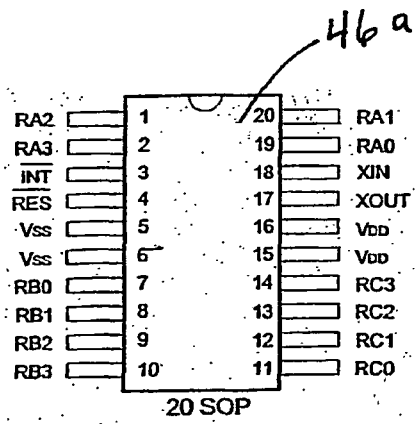 46 a
RA2 1 20 RA1
RA3 2 19 RA0
INT 3 18 XIN
RES 4 17 XOUT
Vss 5 16 VDD
Vss 6 15 VDD
RB0 7 14 RC3
RB1 8 13 RC2
RB2 9 12 RC1
RB3 10 11 RC0
20 SOP